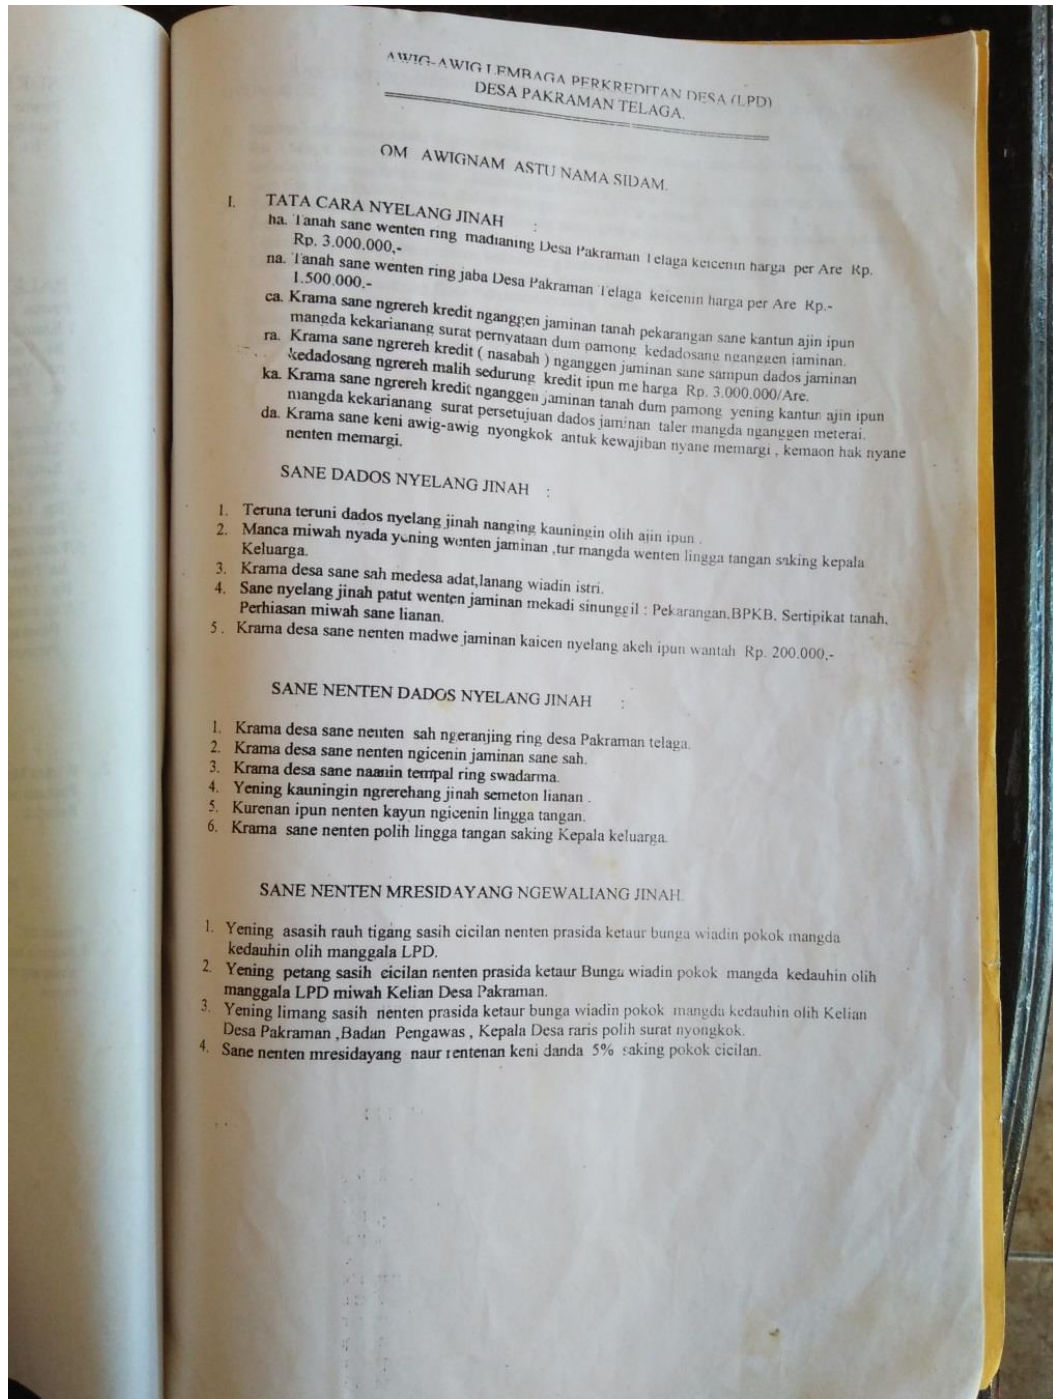 AWIG-AWIG LEMBAGA PERKREDITAN DESA (LPD)
DESA PAKRAMAN TELAGA.
OM AWIGNAM ASTU NAMA SIDAM.
I. TATA CARA NYELANG JINAH :
ha. Tanah sane wenten ring madianing Desa Pakraman Telaga keicenin harga per Are Rp.
Rp. 3.000.000,-
na. Tanah sane wenten ring jaba Desa Pakraman Telaga keicenin harga per Are Rp.-
1.500.000.-
ca. Krama sane ngrereh kredit nganggen jaminan tanah pekarangan sane kantun ajin ipun
mangda kekarianang surat pernyataan dum pamong kedadosang nganggen jaminan.
ra. Krama sane ngrereh kredit ( nasabah ) nganggen jaminan sane sampun dados jaminan
kedadosang ngrereh malih sedurung kredit ipun me harga Rp. 3.000.000/Are.
ka. Krama sane ngrereh kredit nganggen jaminan tanah dum pamong yening kantun ajin ipun
mangda kekarianang surat persetujuan dados jaminan taler mangda nganggen meterai.
da. Krama sane keni awig-awig nyongkok antuk kewajiban nyane memargi , kemaon hak nyane
nenten memargi.
SANE DADOS NYELANG JINAH :
1. Teruna teruni dados nyelang jinah nanging kauningin olih ajin ipun .
2. Manca miwah nyada yening wenten jaminan ,tur mangda wenten lingga tangan saking kepala
Keluarga.
3. Krama desa sane sah medesa adat,lanang wiadin istri.
4. Sane nyelang jinah patut wenten jaminan mekadi sinunggil : Pekarangan,BPKB, Sertipikat tanah,
Perhiasan miwah sane lianan.
5. Krama desa sane nenten madwe jaminan kaicen nyelang akeh ipun wantah Rp. 200.000,-
SANE NENTEN DADOS NYELANG JINAH :
1. Krama desa sane nenten sah ngeranjing ring desa Pakraman telaga.
2. Krama desa sane nenten ngicenin jaminan sane sah.
3. Krama desa sane naanin tempal ring swadarma.
4. Yening kauningin ngrerehang jinah semeton lianan .
5. Kurenan ipun nenten kayun ngicenin lingga tangan.
6. Krama sane nenten polih lingga tangan saking Kepala keluarga.
SANE NENTEN MRESIDAYANG NGEWALIANG JINAH.
1. Yening asasih rauh tigang sasih cicilan nenten prasida ketaur bunga wiadin pokok mangda
kedauhin olih manggala LPD.
2. Yening petang sasih cicilan nenten prasida ketaur Bunga wiadin pokok mangda kedauhin olih
manggala LPD miwah Kelian Desa Pakraman.
3. Yening limang sasih nenten prasida ketaur bunga wiadin pokok mangda kedauhin olih Kelian
Desa Pakraman ,Badan Pengawas , Kepala Desa raris polih surat nyongkok.
4. Sane nenten mresidayang naur rentenan keni danda 5% saking pokok cicilan.